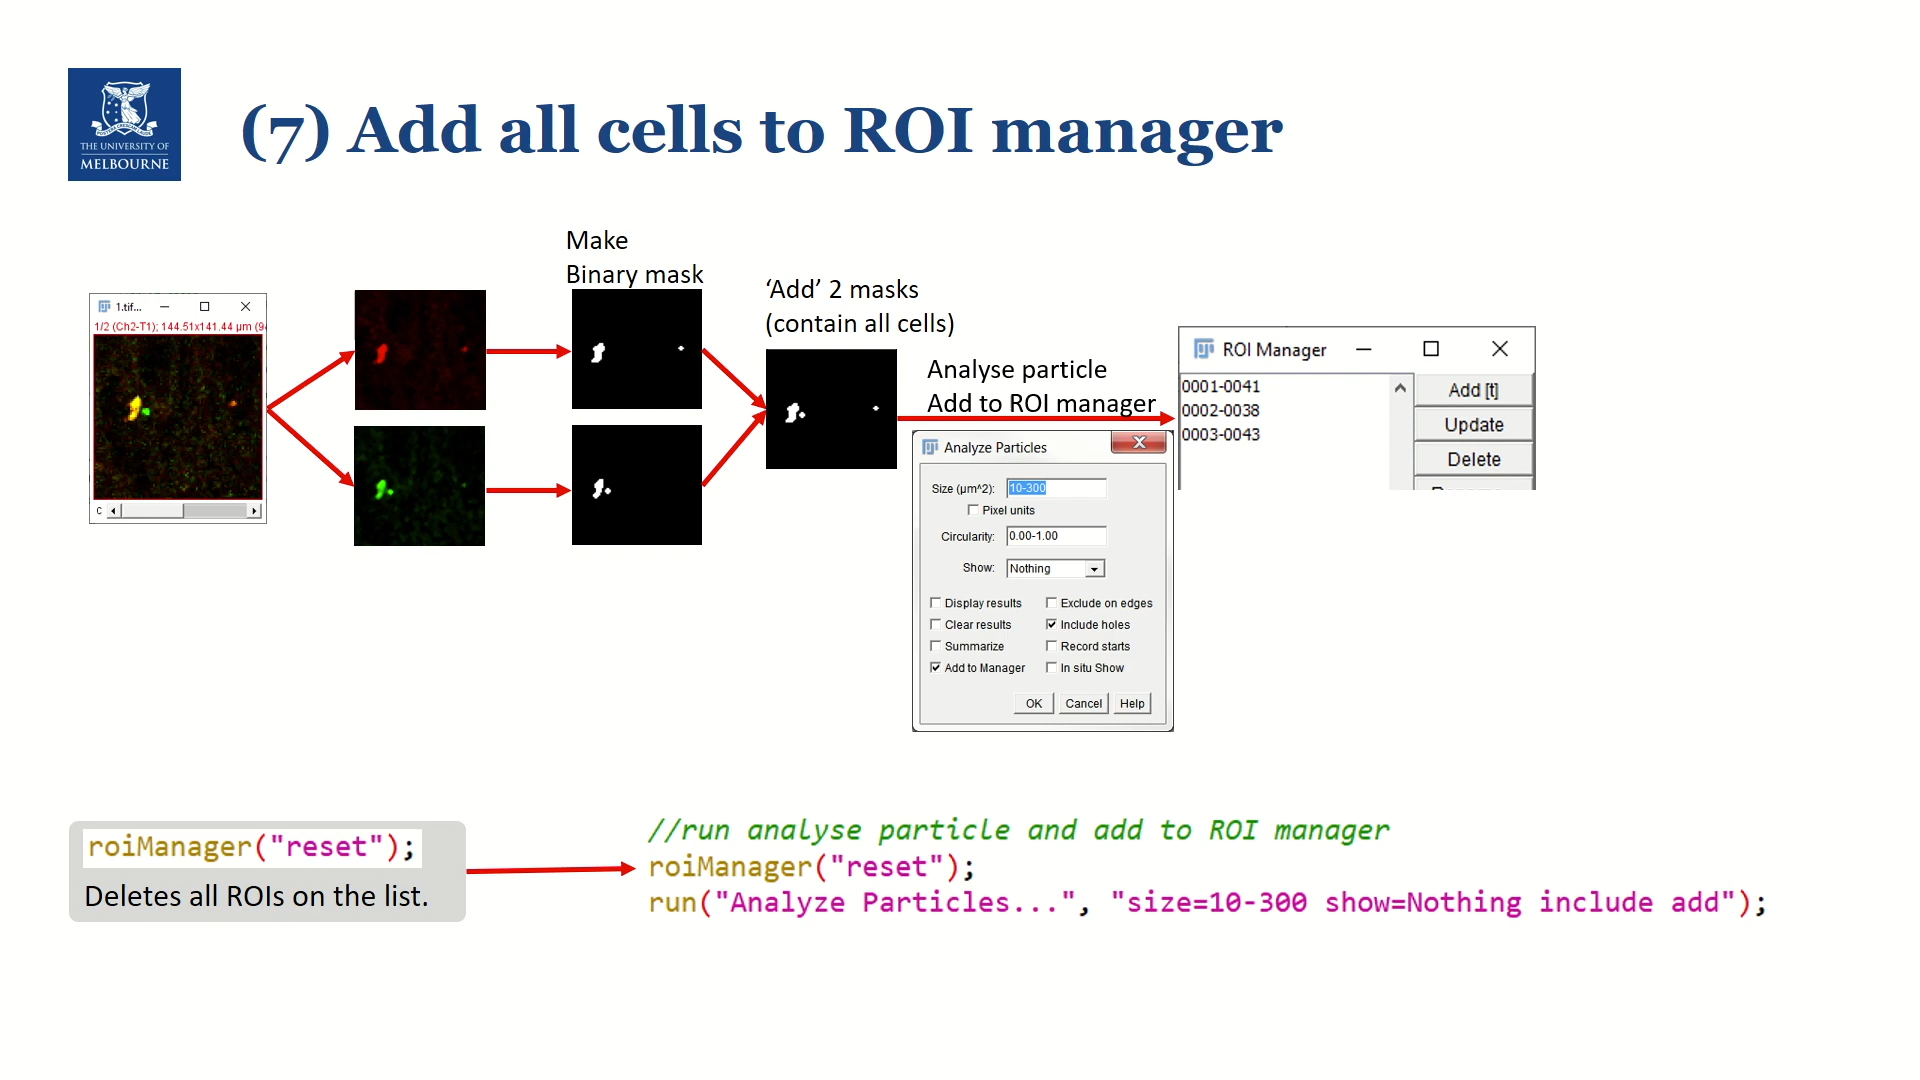 THE UNIVERSITY OF
MELBOURNE
(7) Add all cells to ROI manager
Make
Binary mask
‘Add’ 2 masks
(contain all cells)
1.tif...
1/2 (Ch2-T1); 144.51x141.44 µm (9
c
Analyse particle
Add to ROI manager
ROI Manager
0001-0041
0002-0038
0003-0043
Add [t]
Update
Delete
Analyze Particles
Size (µm^2): 10-300
Pixel units
Circularity: 0.00-1.00
Show: Nothing
Display results
Exclude on edges
Clear results
Include holes
Summarize
Record starts
Add to Manager
In situ Show
OK
Cancel
Help
roiManager("reset");
Deletes all ROIs on the list.
//run analyse particle and add to ROI manager
roiManager("reset");
run("Analyze Particles...", "size=10-300 show=Nothing include add");